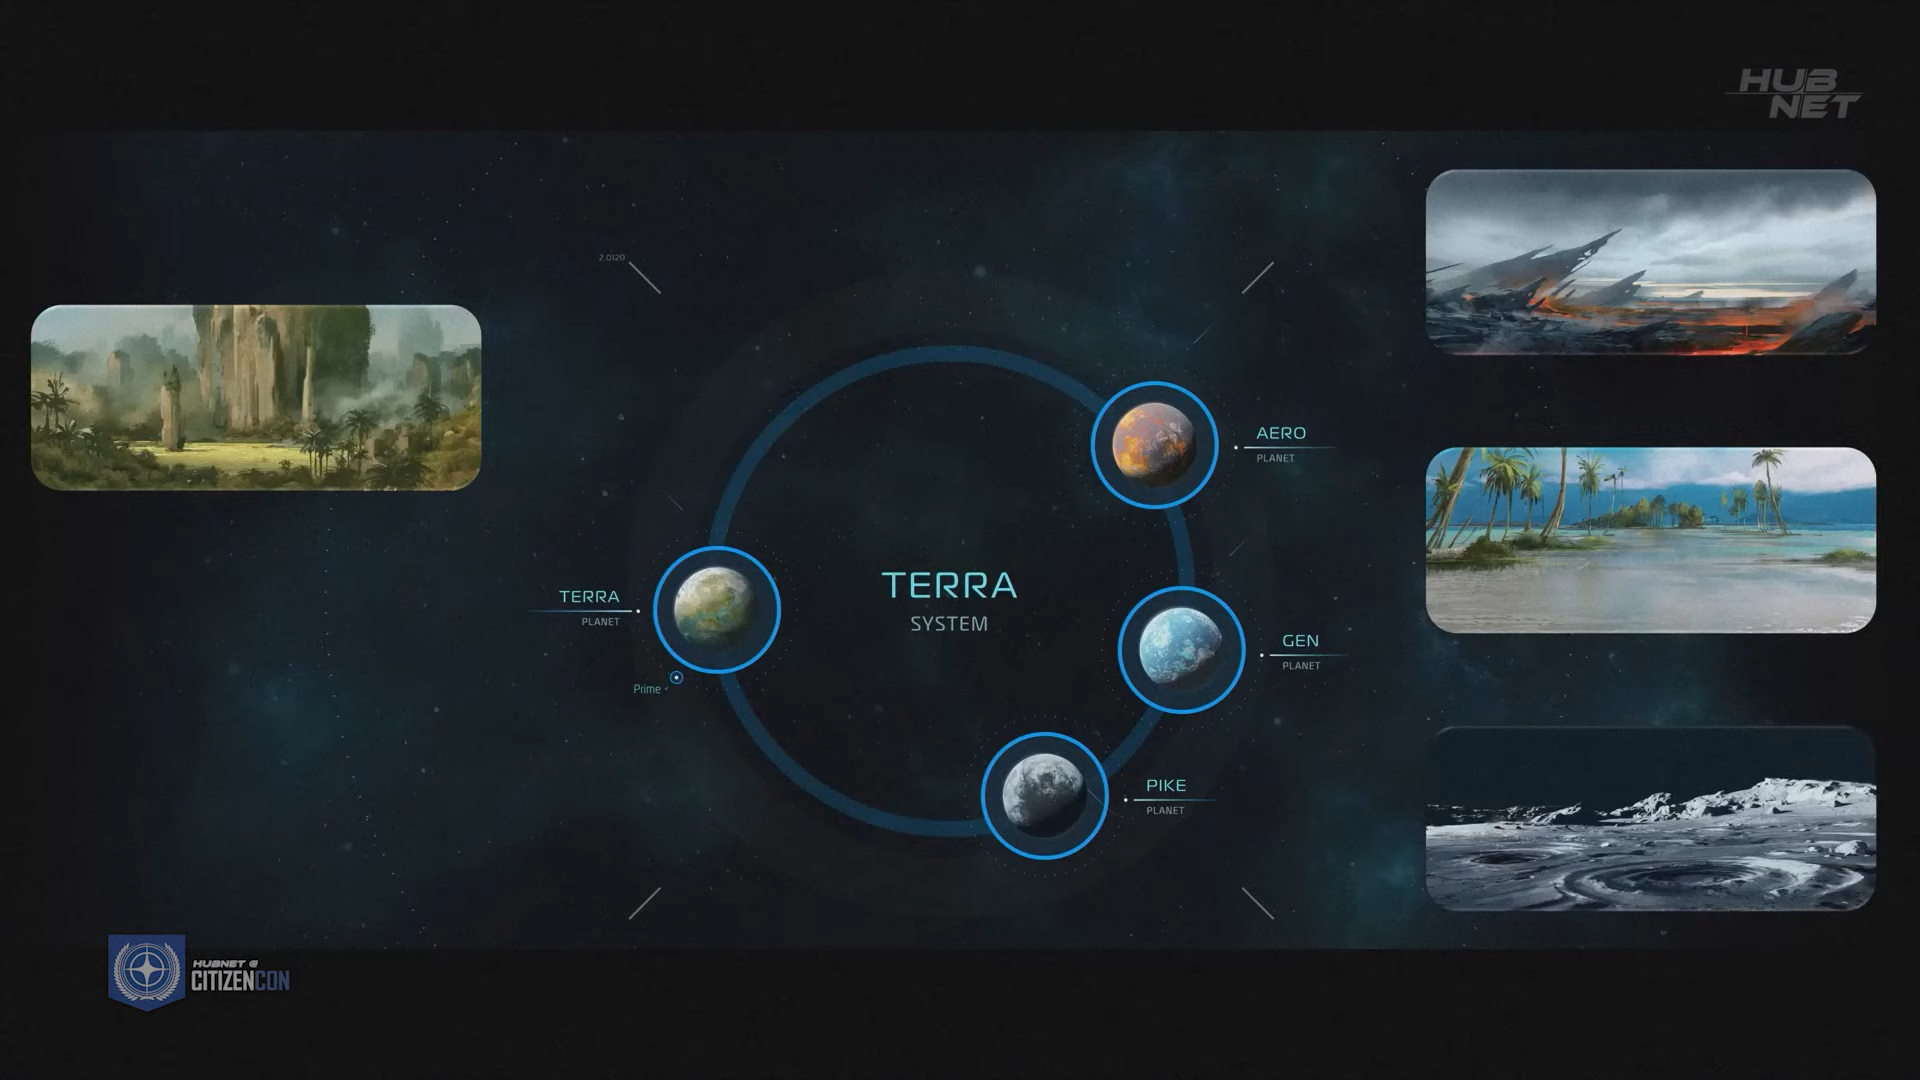 HUB
NET
2.0120
AERO
PLANET
TERRA
SYSTEM
TERRA
PLANET
GEN
PLANET
Prime
PIKE
PLANET
HUBNET @
CITIZENCON